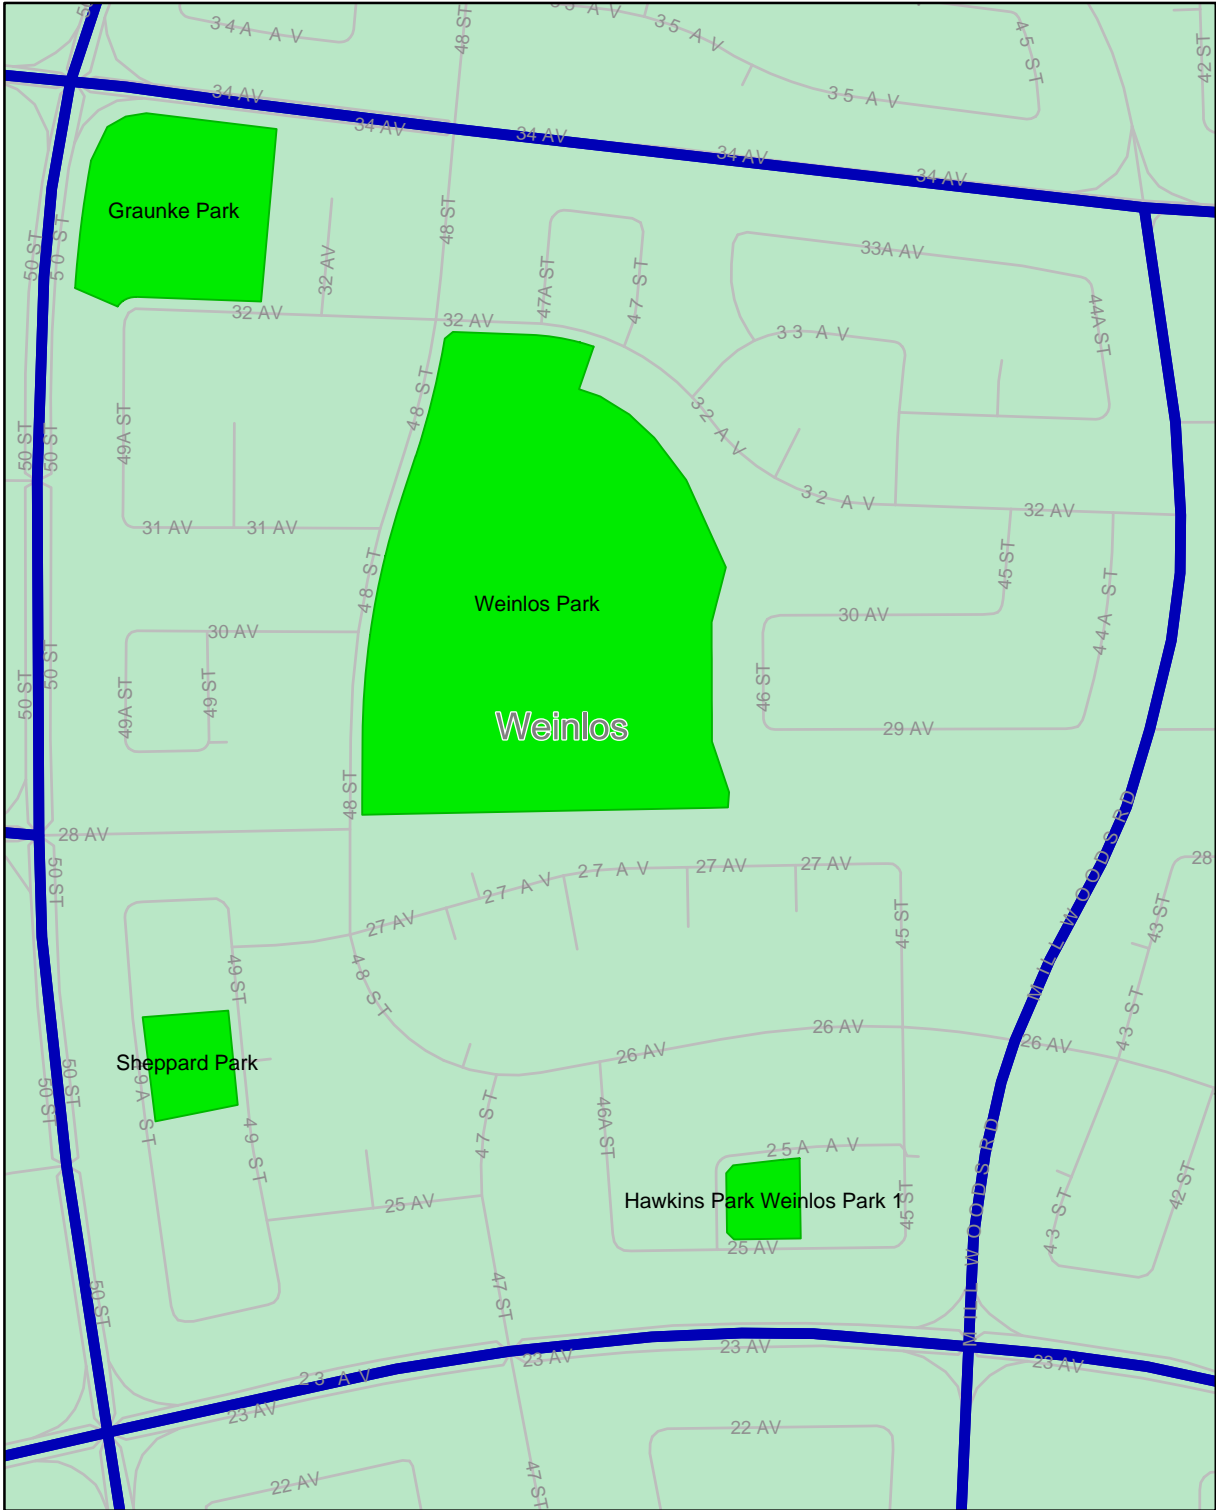 34A AV
48 ST
35 AV
45 ST
42 ST
34 AV
35 AV
34 AV
34 AV
34 AV
34 AV
Graunke Park
48 ST
50 ST
50 ST
32 AV
47A ST
47 ST
33A AV
32 AV
32 AV
33 AV
44A ST
48 ST
49A ST
32 AV
50 ST
50 ST
32 AV
32 AV
31 AV
31 AV
48 ST
45 ST
Weinlos Park
30 AV
44A ST
30 AV
50 ST
50 ST
49A ST
49 ST
46 ST
Weinlos
29 AV
48 ST
28 AV
MILL WOODS RD
27 AV
27 AV
27 AV
28
50 ST
27 AV
27 AV
45 ST
43 ST
49 ST
48 ST
26 AV
43 ST
26 AV
26 AV
Sheppard Park
50 ST
50 ST
49A ST
49 ST
47 ST
49A ST
25A AV
MILL WOODS RD
42 ST
25 AV
Hawkins Park Weinlos Park 1
45 ST
43 ST
25 AV
50 ST
47 ST
23 AV
23 AV
23 AV
23 AV
23 AV
22 AV
22 AV
47 ST